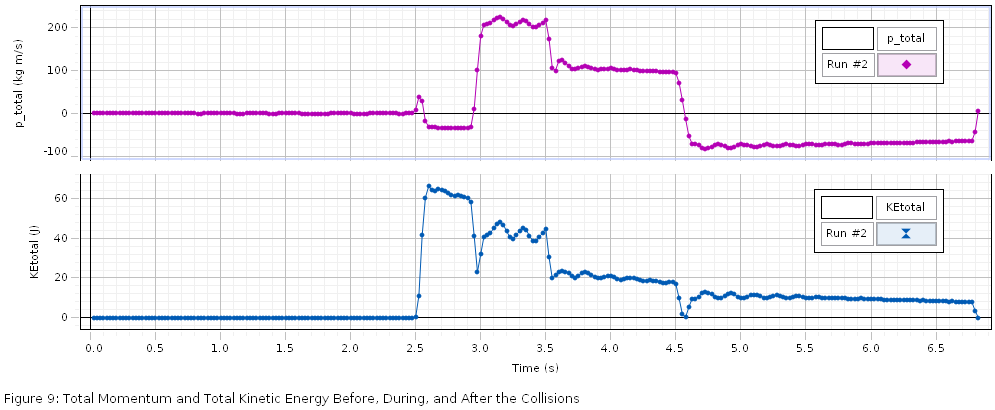 200
100
0
-100
p_total (kg m/s)
p_total
Run #2
60
40
20
0
KEtotal (J)
KEtotal
Run #2
0.0 0.5 1.0 1.5 2.0 2.5 3.0 3.5 4.0 4.5 5.0 5.5 6.0 6.5
Time (s)
Figure 9: Total Momentum and Total Kinetic Energy Before, During, and After the Collisions